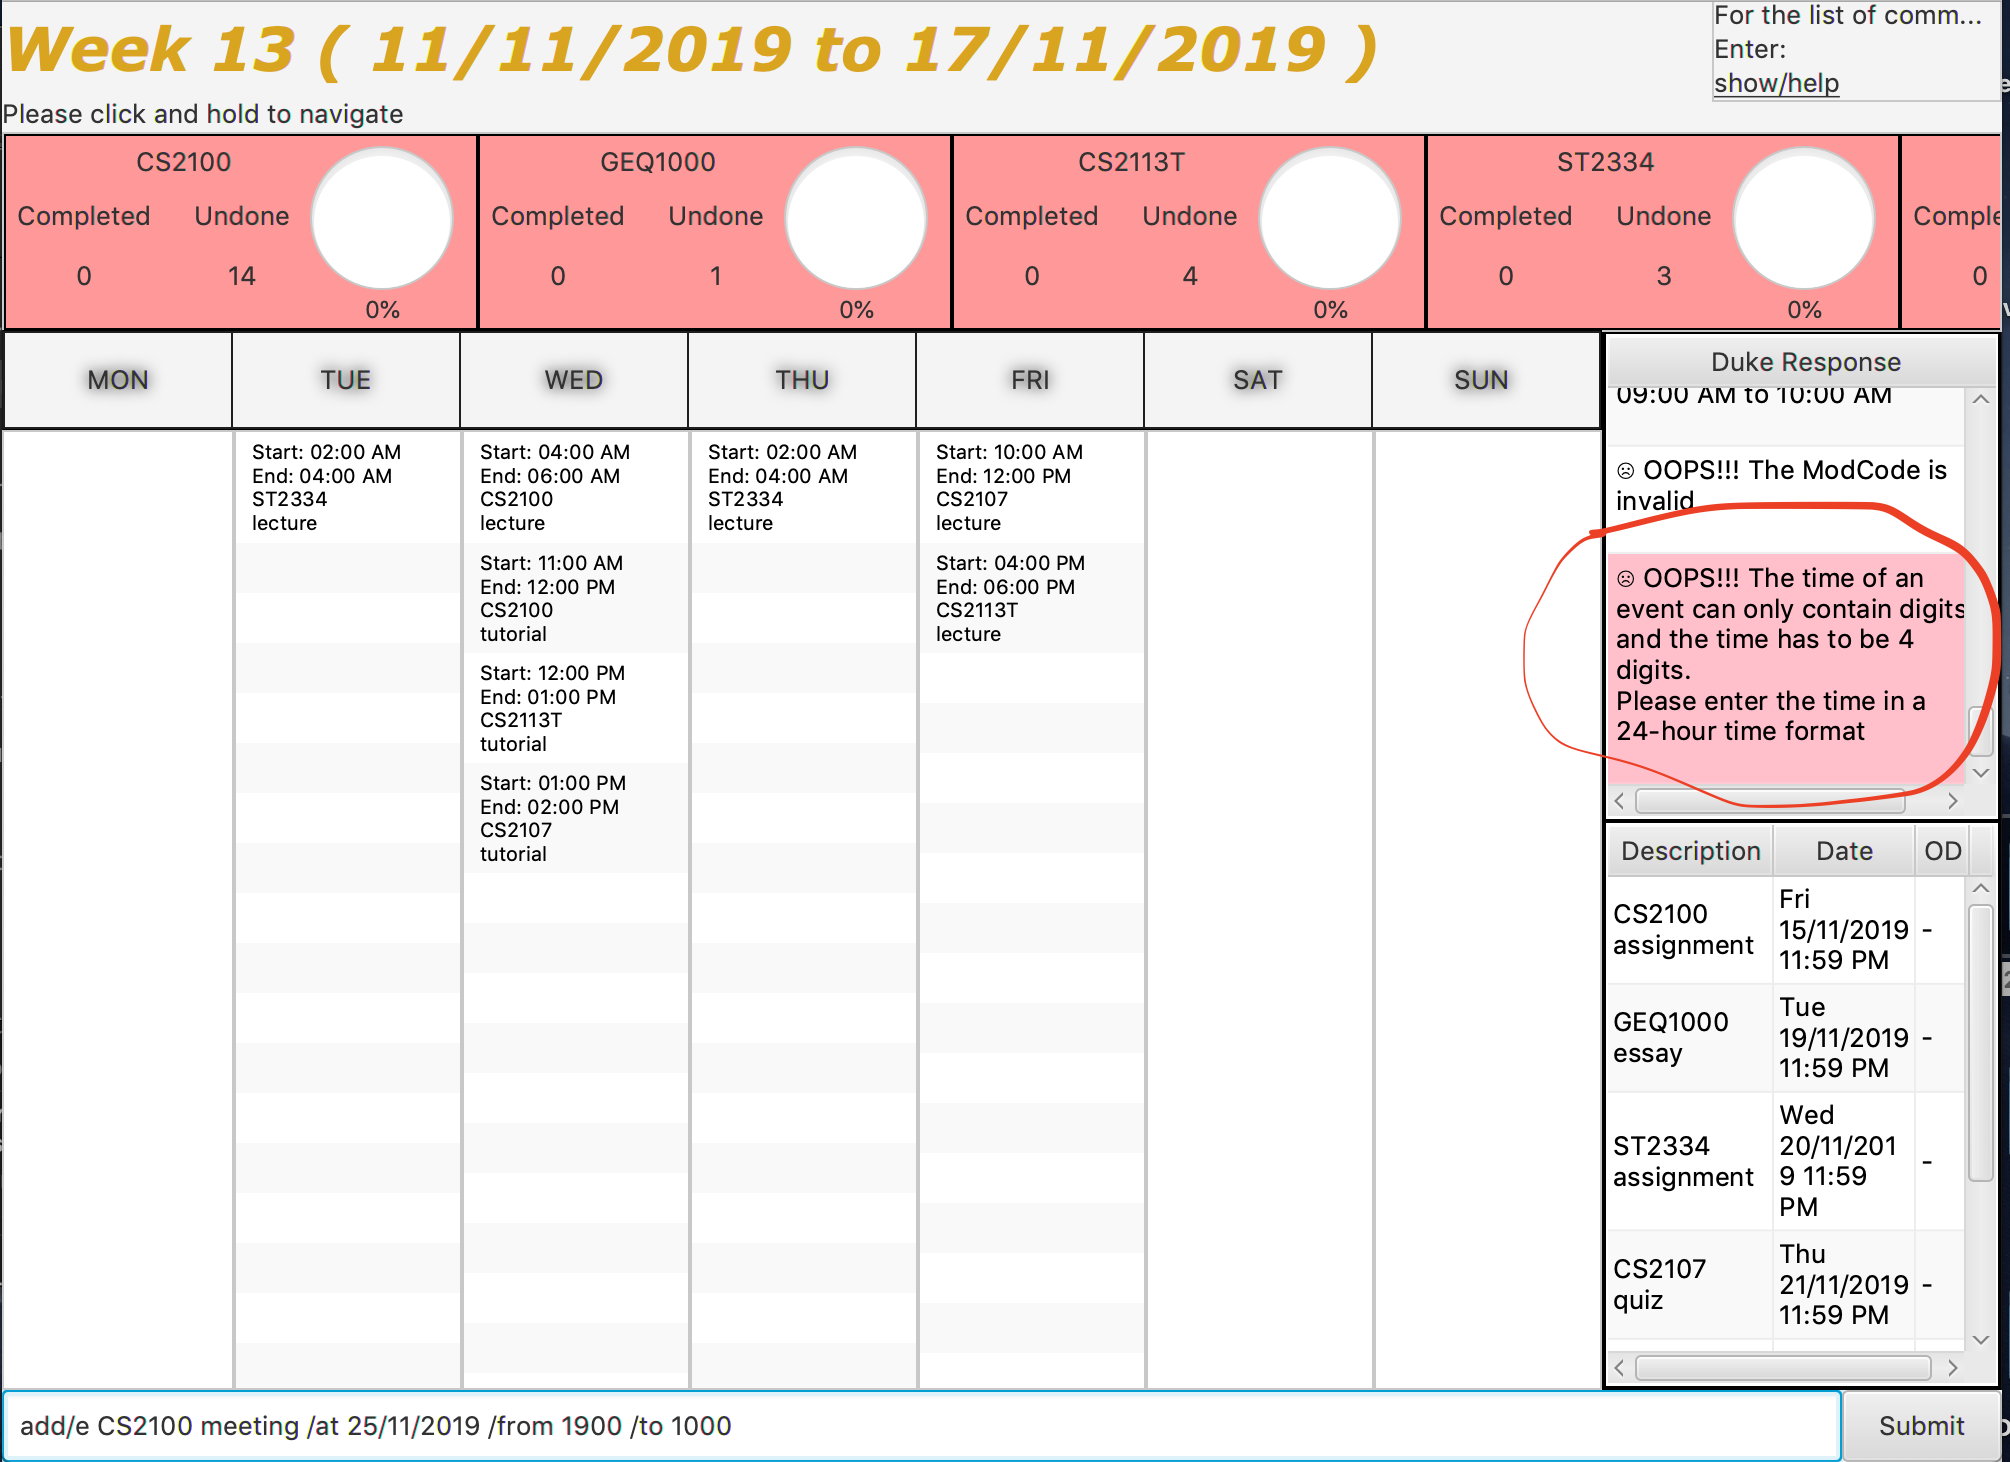 Week 13 ( 11/11/2019 to 17/11/2019 )
For the list of comm...
Enter:
show/help
Please click and hold to navigate
CS2100
Completed Undone
0 14
0%
GEQ1000
Completed Undone
0 1
0%
CS2113T
Completed Undone
0 4
0%
ST2334
Completed Undone
0 3
0%
Comple
0
MON TUE WED THU FRI SAT SUN
Start: 02:00 AM
End: 04:00 AM
ST2334
lecture
Start: 04:00 AM
End: 06:00 AM
CS2100
lecture
Start: 11:00 AM
End: 12:00 PM
CS2100
tutorial
Start: 12:00 PM
End: 01:00 PM
CS2113T
tutorial
Start: 01:00 PM
End: 02:00 PM
CS2107
tutorial
Start: 02:00 AM
End: 04:00 AM
ST2334
lecture
Start: 10:00 AM
End: 12:00 PM
CS2107
lecture
Start: 04:00 PM
End: 06:00 PM
CS2113T
lecture
Duke Response
09:00 AM to 10:00 AM
☹ OOPS!!! The ModCode is
invalid
☹ OOPS!!! The time of an
event can only contain digits
and the time has to be 4
digits.
Please enter the time in a
24-hour time format
Description Date OD
CS2100
assignment
Fri
15/11/2019
11:59 PM
-
GEQ1000
essay
Tue
19/11/2019
11:59 PM
-
ST2334
assignment
Wed
20/11/201
9 11:59
PM
-
CS2107
quiz
Thu
21/11/2019
11:59 PM
-
add/e CS2100 meeting /at 25/11/2019 /from 1900 /to 1000
Submit